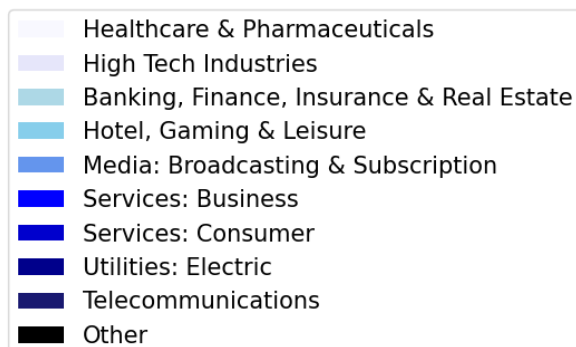 Healthcare & Pharmaceuticals
High Tech Industries
Banking, Finance, Insurance & Real Estate
Hotel, Gaming & Leisure
Media: Broadcasting & Subscription
Services: Business
Services: Consumer
Utilities: Electric
Telecommunications
Other